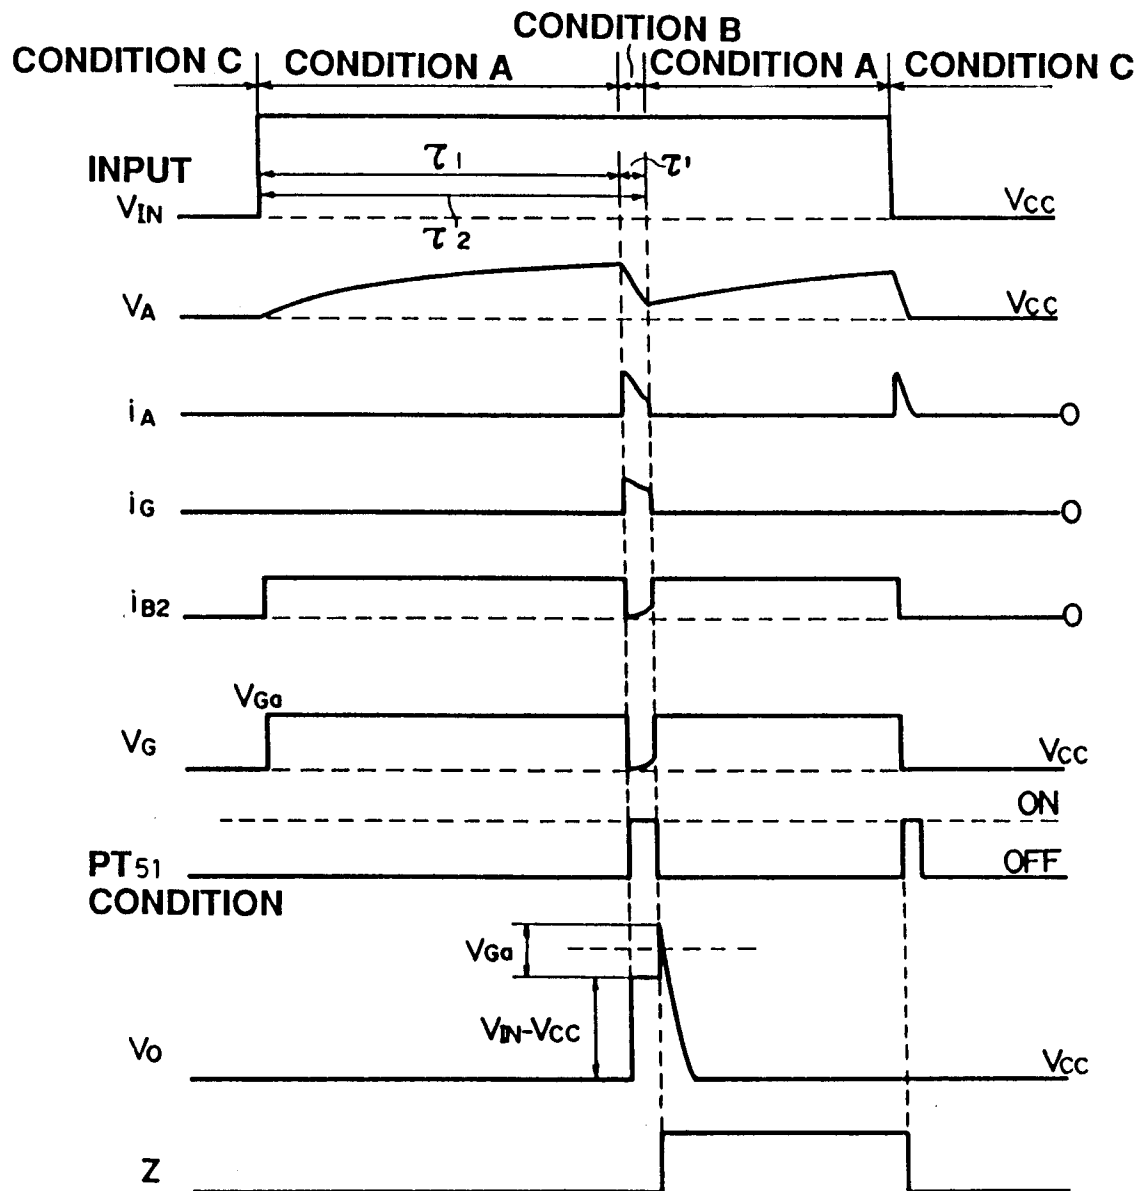 CONDITION B
CONDITION C CONDITION A CONDITION A CONDITION C
τ1 τ'
INPUT
VIN VCC
τ2
VA VCC
iA O
iG O
iB2 O
VGa
VG VCC
ON
PT51 OFF
CONDITION
VGa
VIN-VCC
VO VCC
Z